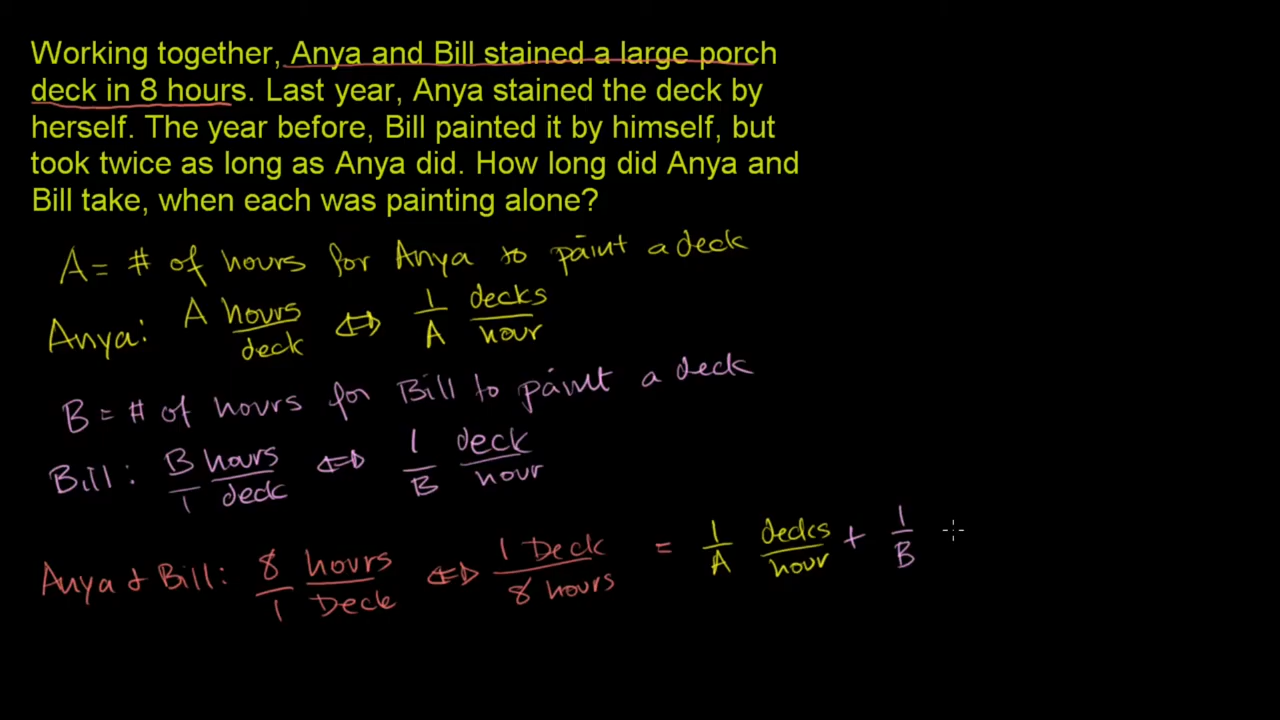 Working together, Anya and Bill stained a large porch
deck in 8 hours. Last year, Anya stained the deck by
herself. The year before, Bill painted it by himself, but
took twice as long as Anya did. How long did Anya and
Bill take, when each was painting alone?
A = # of hours for Anya to paint a deck
Anya: A hours/deck ⇔ 1/A decks/hour
B = # of hours for Bill to paint a deck
Bill: B/1 hours/deck ⇔ 1/B deck/hour
Anya + Bill: 8/1 hours/Deck ⇔ 1 Deck/8 hours = 1/A decks/hour + 1/B